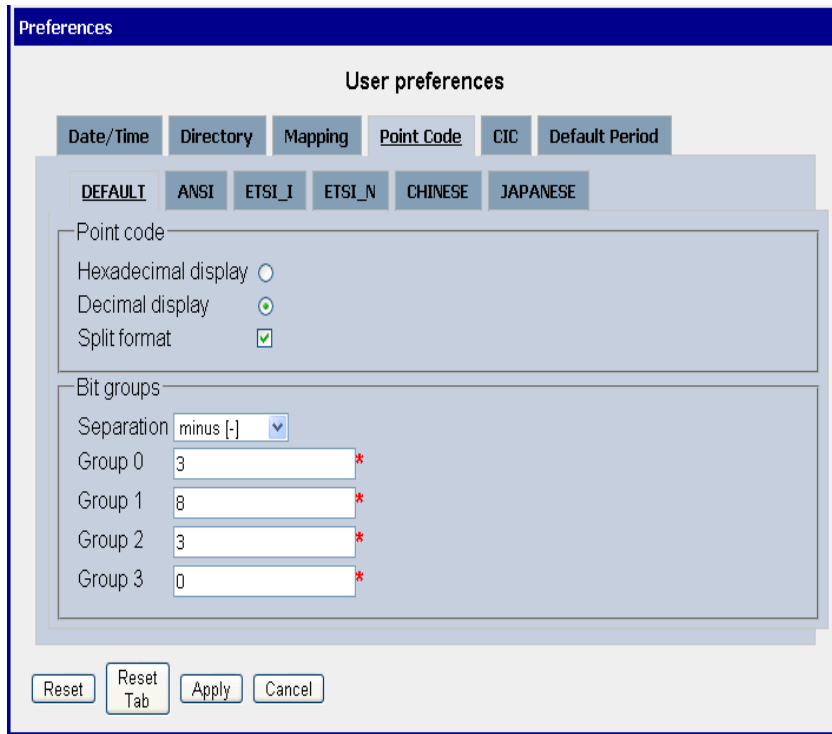 Preferences
User preferences
Date/Time Directory Mapping Point Code CIC Default Period
DEFAULT ANSI ETSI_I ETSI_N CHINESE JAPANESE
Point code
Hexadecimal display
Decimal display
Split format
Bit groups
Separation minus [-]
Group 0 3 *
Group 1 8 *
Group 2 3 *
Group 3 0 *
Reset Reset Tab Apply Cancel